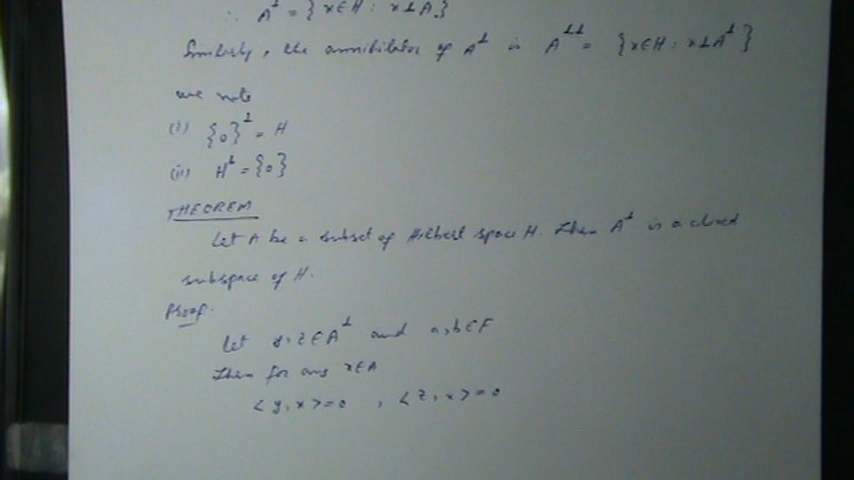 ∴ A^⊥ = {x∈H : x⊥A}
Similarly, the annihilator of A^⊥ is A^⊥⊥ = {x∈H : x⊥A^⊥}
we note
(i) {0}^⊥ = H
(ii) H^⊥ = {0}
THEOREM
Let A be a subset of Hilbert space H. Then A^⊥ is a closed
subspace of H.
Proof.
Let y, z ∈ A^⊥ and a, b ∈ F
Then for any x∈A
<y, x> = 0 , <z, x> = 0